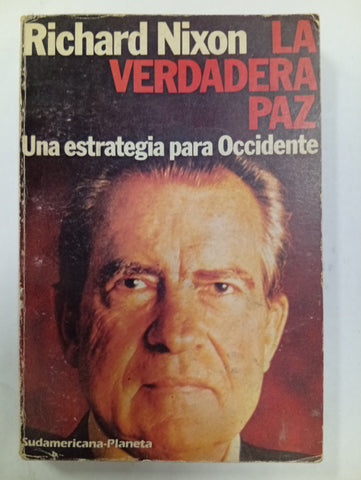 Richard Nixon LA
VERDADERA
PAZ
Una estrategia para Occidente
Sudamericana-Planeta